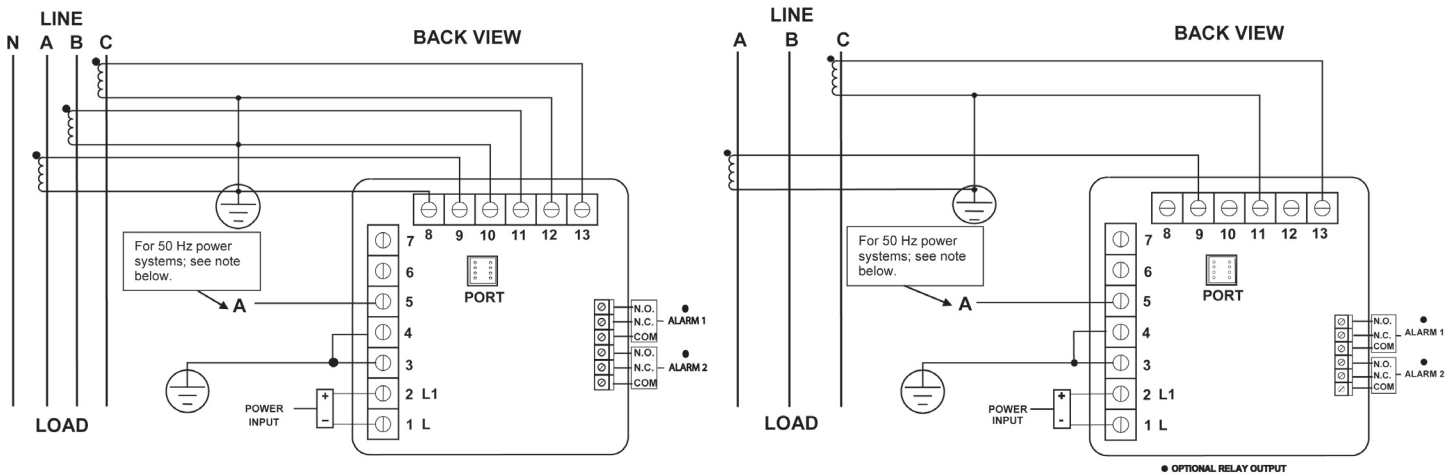 LINE
N A B C
BACK VIEW
8 9 10 11 12 13
7
6
5
4
3
2 L1
1 L
For 50 Hz power
systems; see note
below.
A
PORT
N.O.
N.C.
COM
ALARM 1
N.O.
N.C.
COM
ALARM 2
+
-
POWER
INPUT
LOAD
LINE
A B C
BACK VIEW
8 9 10 11 12 13
7
6
5
4
3
2 L1
1 L
For 50 Hz power
systems; see note
below.
A
PORT
N.O.
N.C.
COM
ALARM 1
N.O.
N.C.
COM
ALARM 2
+
-
POWER
INPUT
LOAD
● OPTIONAL RELAY OUTPUT